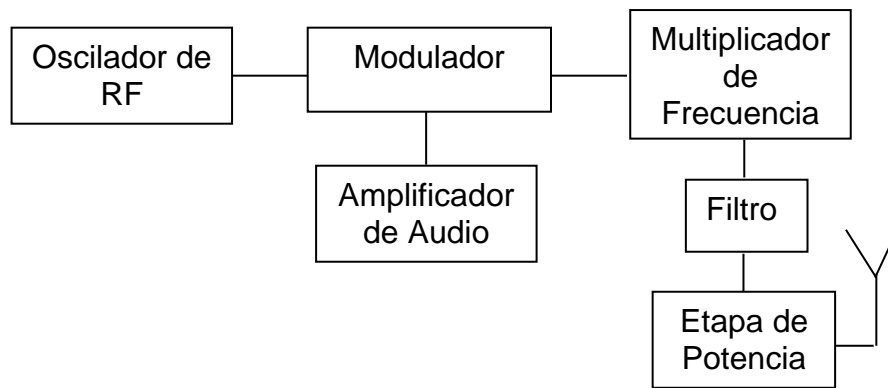 Oscilador de
RF
Modulador
Multiplicador
de
Frecuencia
Amplificador
de Audio
Filtro
Etapa de
Potencia